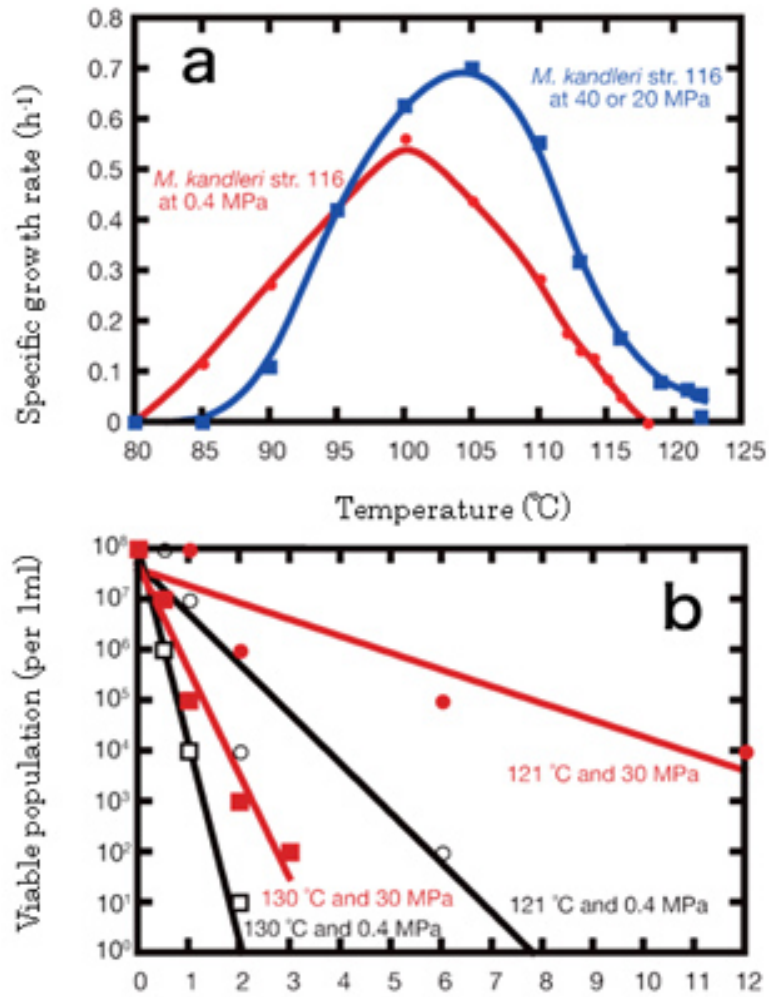 a
Specific growth rate (h-1)
0.8
0.7
0.6
0.5
0.4
0.3
0.2
0.1
0
M. kandleri str. 116
at 40 or 20 MPa
M. kandleri str. 116
at 0.4 MPa
80 85 90 95 100 105 110 115 120 125
Temperature (℃)
b
Viable population (per 1ml)
10⁸
10⁷
10⁶
10⁵
10⁴
10³
10²
10¹
10⁰
121 ℃ and 30 MPa
130 ℃ and 30 MPa
121 ℃ and 0.4 MPa
130 ℃ and 0.4 MPa
0 1 2 3 4 5 6 7 8 9 10 11 12